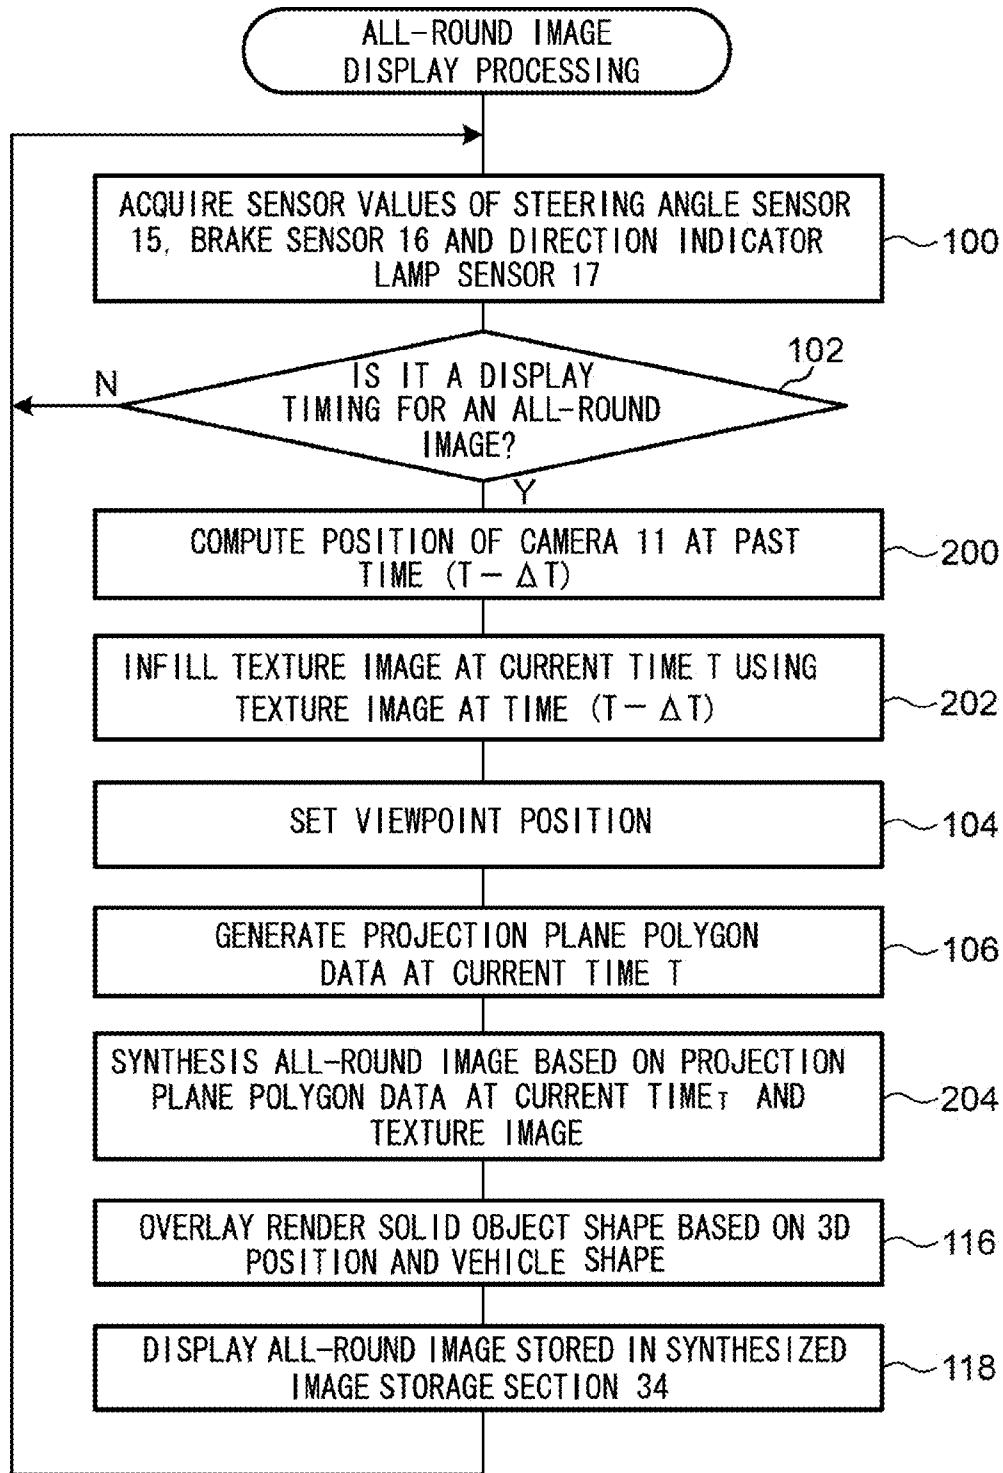 ALL-ROUND IMAGE
DISPLAY PROCESSING
ACQUIRE SENSOR VALUES OF STEERING ANGLE SENSOR
15, BRAKE SENSOR 16 AND DIRECTION INDICATOR
LAMP SENSOR 17
100
102
N
IS IT A DISPLAY
TIMING FOR AN ALL-ROUND
IMAGE?
Y
COMPUTE POSITION OF CAMERA 11 AT PAST
TIME (T－ΔT)
200
INFILL TEXTURE IMAGE AT CURRENT TIME T USING
TEXTURE IMAGE AT TIME (T－ΔT)
202
SET VIEWPOINT POSITION
104
GENERATE PROJECTION PLANE POLYGON
DATA AT CURRENT TIME T
106
SYNTHESIS ALL-ROUND IMAGE BASED ON PROJECTION
PLANE POLYGON DATA AT CURRENT TIMET AND
TEXTURE IMAGE
204
OVERLAY RENDER SOLID OBJECT SHAPE BASED ON 3D
POSITION AND VEHICLE SHAPE
116
DISPLAY ALL-ROUND IMAGE STORED IN SYNTHESIZED
IMAGE STORAGE SECTION 34
118